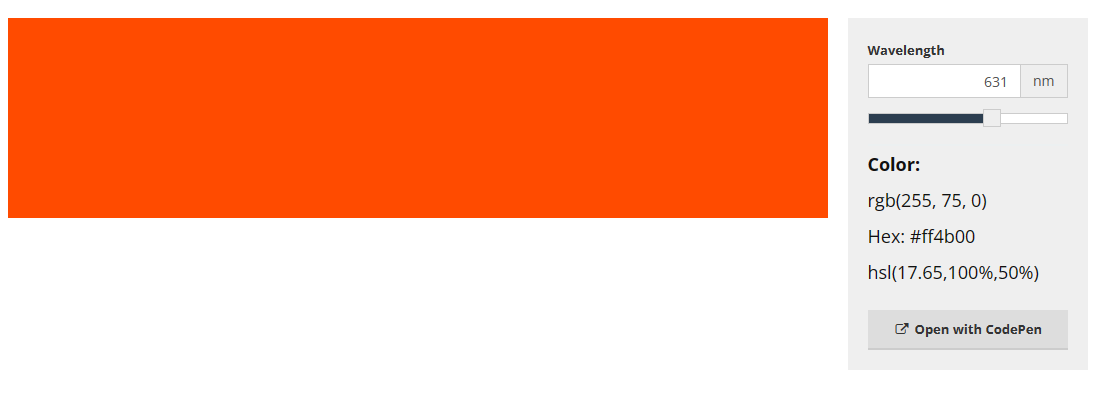 Wavelength
631 nm
Color:
rgb(255, 75, 0)
Hex: #ff4b00
hsl(17.65,100%,50%)
Open with CodePen